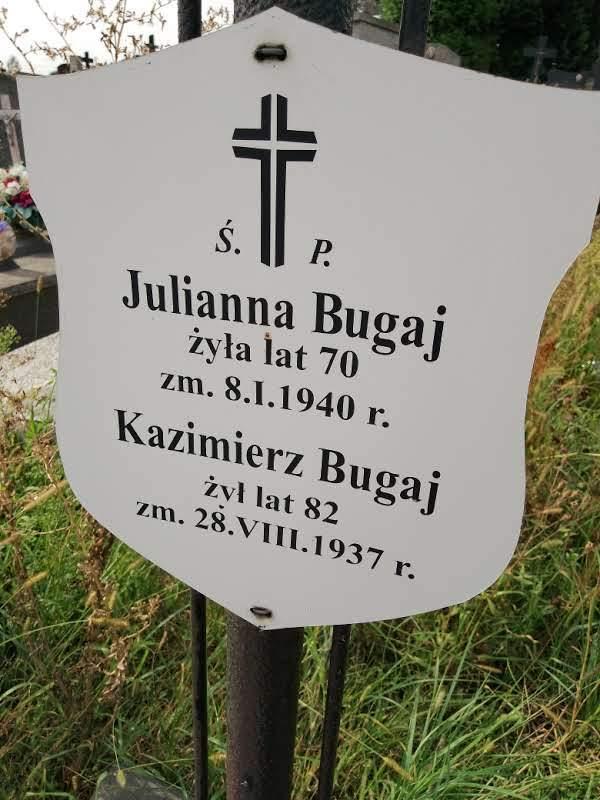 Ś. P.
Julianna Bugaj
żyła lat 70
zm. 8.I.1940 r.
Kazimierz Bugaj
żył lat 82
zm. 28.VIII.1937 r.